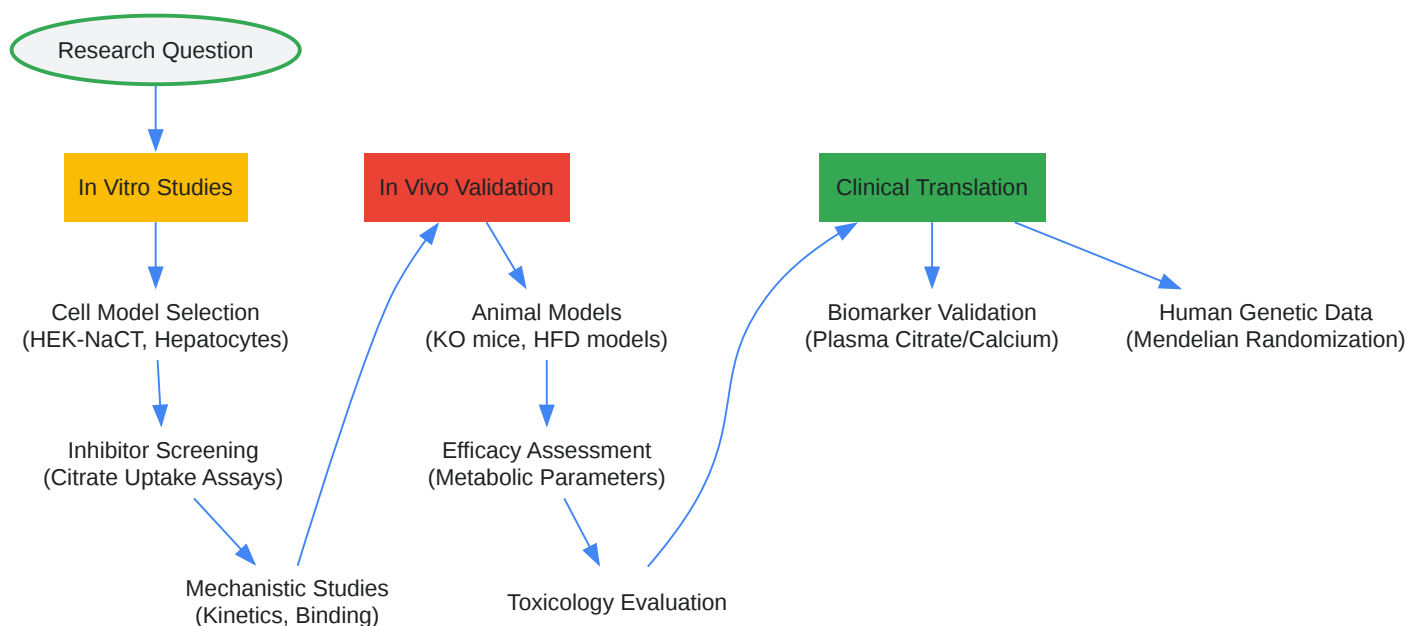 Research Question
In Vitro Studies
In Vivo Validation
Clinical Translation
Cell Model Selection
(HEK-NaCT, Hepatocytes)
Animal Models
(KO mice, HFD models)
Biomarker Validation
(Plasma Citrate/Calcium)
Human Genetic Data
(Mendelian Randomization)
Inhibitor Screening
(Citrate Uptake Assays)
Efficacy Assessment
(Metabolic Parameters)
Mechanistic Studies
(Kinetics, Binding)
Toxicology Evaluation